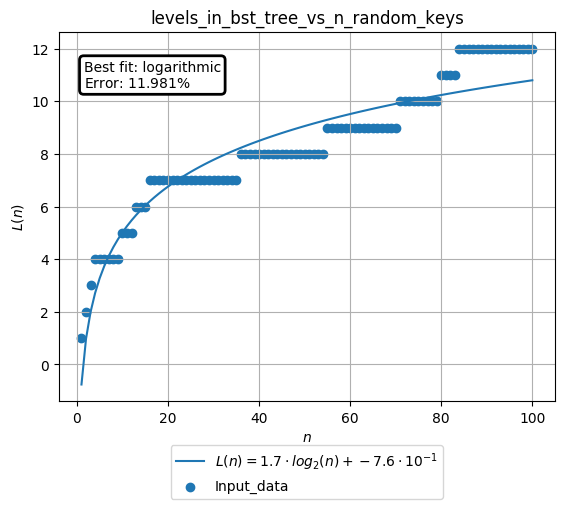 levels_in_bst_tree_vs_n_random_keys
Best fit: logarithmic
Error: 11.981%
12
10
8
6
4
2
0
L(n)
0 20 40 60 80 100
n
L(n) = 1.7 · log₂(n) + −7.6 · 10⁻¹
Input_data